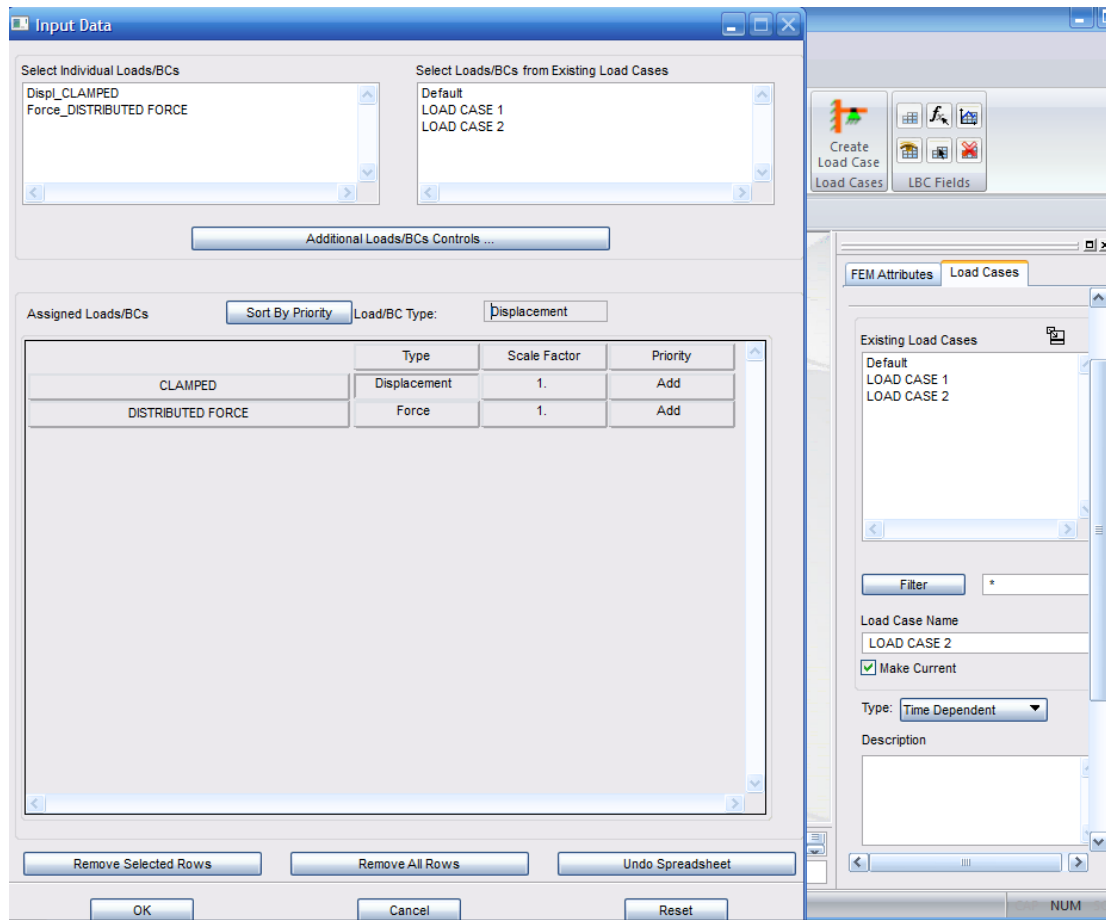 Input Data
Select Individual Loads/BCs
Displ_CLAMPED
Force_DISTRIBUTED FORCE
Select Loads/BCs from Existing Load Cases
Default
LOAD CASE 1
LOAD CASE 2
Additional Loads/BCs Controls ...
Assigned Loads/BCs
Sort By Priority
Load/BC Type:
Displacement
Type Scale Factor Priority
CLAMPED Displacement 1. Add
DISTRIBUTED FORCE Force 1. Add
Remove Selected Rows
Remove All Rows
Undo Spreadsheet
OK
Cancel
Reset
Create
Load Case
Load Cases
LBC Fields
FEM Attributes
Load Cases
Existing Load Cases
Default
LOAD CASE 1
LOAD CASE 2
Filter
*
Load Case Name
LOAD CASE 2
Make Current
Type:
Time Dependent
Description
NUM